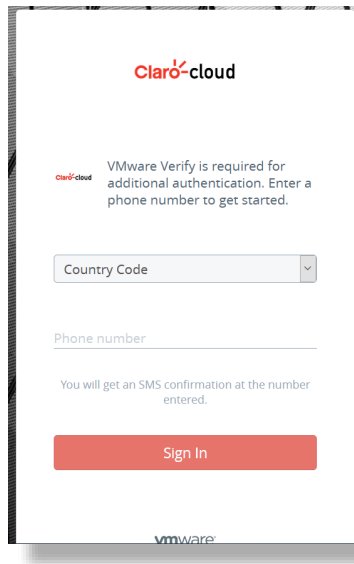 Claro-cloud
Claro-cloud
VMware Verify is required for
additional authentication. Enter a
phone number to get started.
Country Code
Phone number
You will get an SMS confirmation at the number
entered.
Sign In
vmware